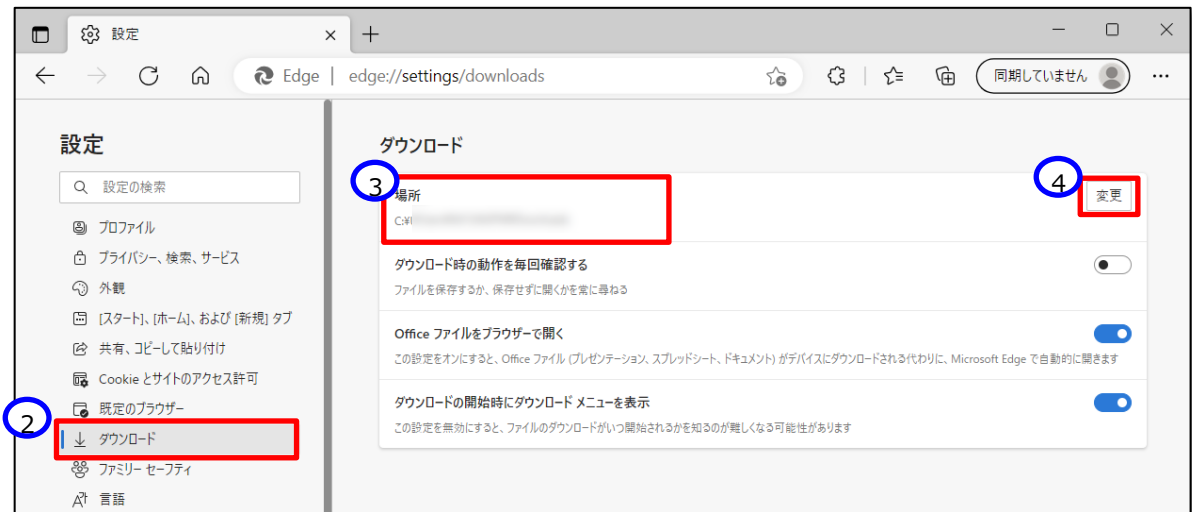 設定
Edge
edge://settings/downloads
同期していません
設定
設定の検索
プロファイル
プライバシー、検索、サービス
外観
[スタート]、[ホーム]、および [新規] タブ
共有、コピーして貼り付け
Cookie とサイトのアクセス許可
既定のブラウザー
2
ダウンロード
ファミリー セーフティ
言語
ダウンロード
3
場所
C:¥
4
変更
ダウンロード時の動作を毎回確認する
ファイルを保存するか、保存せずに開くかを常に尋ねる
Office ファイルをブラウザーで開く
この設定をオンにすると、Office ファイル (プレゼンテーション、スプレッドシート、ドキュメント) がデバイスにダウンロードされる代わりに、Microsoft Edge で自動的に開きます
ダウンロードの開始時にダウンロード メニューを表示
この設定を無効にすると、ファイルのダウンロードがいつ開始されるかを知るのが難しくなる可能性があります